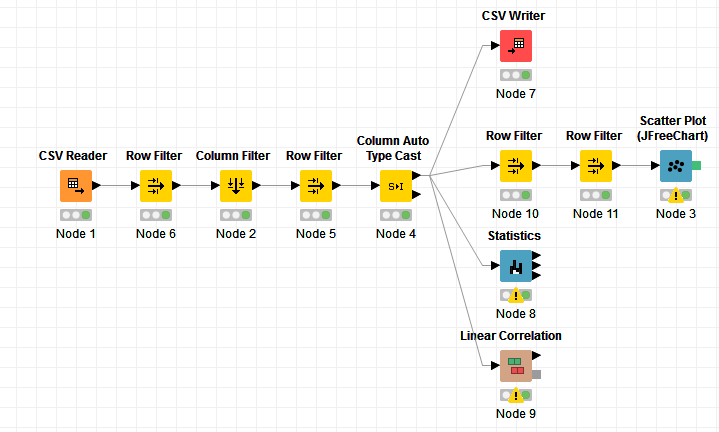 CSV Writer
Node 7
Scatter Plot
(JFreeChart)
Column Auto
Type Cast
Row Filter
Row Filter
CSV Reader
Row Filter
Column Filter
Row Filter
S▸I
Node 10
Node 11
Node 3
Node 1
Node 6
Node 2
Node 5
Node 4
Statistics
Node 8
Linear Correlation
Node 9